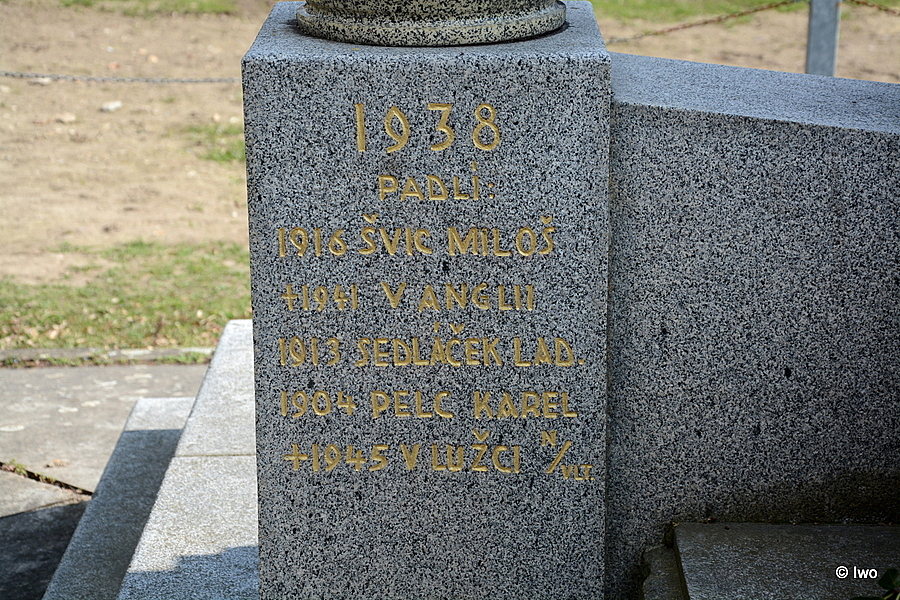 1938
PADLI:
1916 ŠVIC MILOŠ
+1941 V ANGLII
1913 SEDLÁČEK LAD.
1904 PELC KAREL
+1945 V LUŽCI N/VLT.
© Iwo